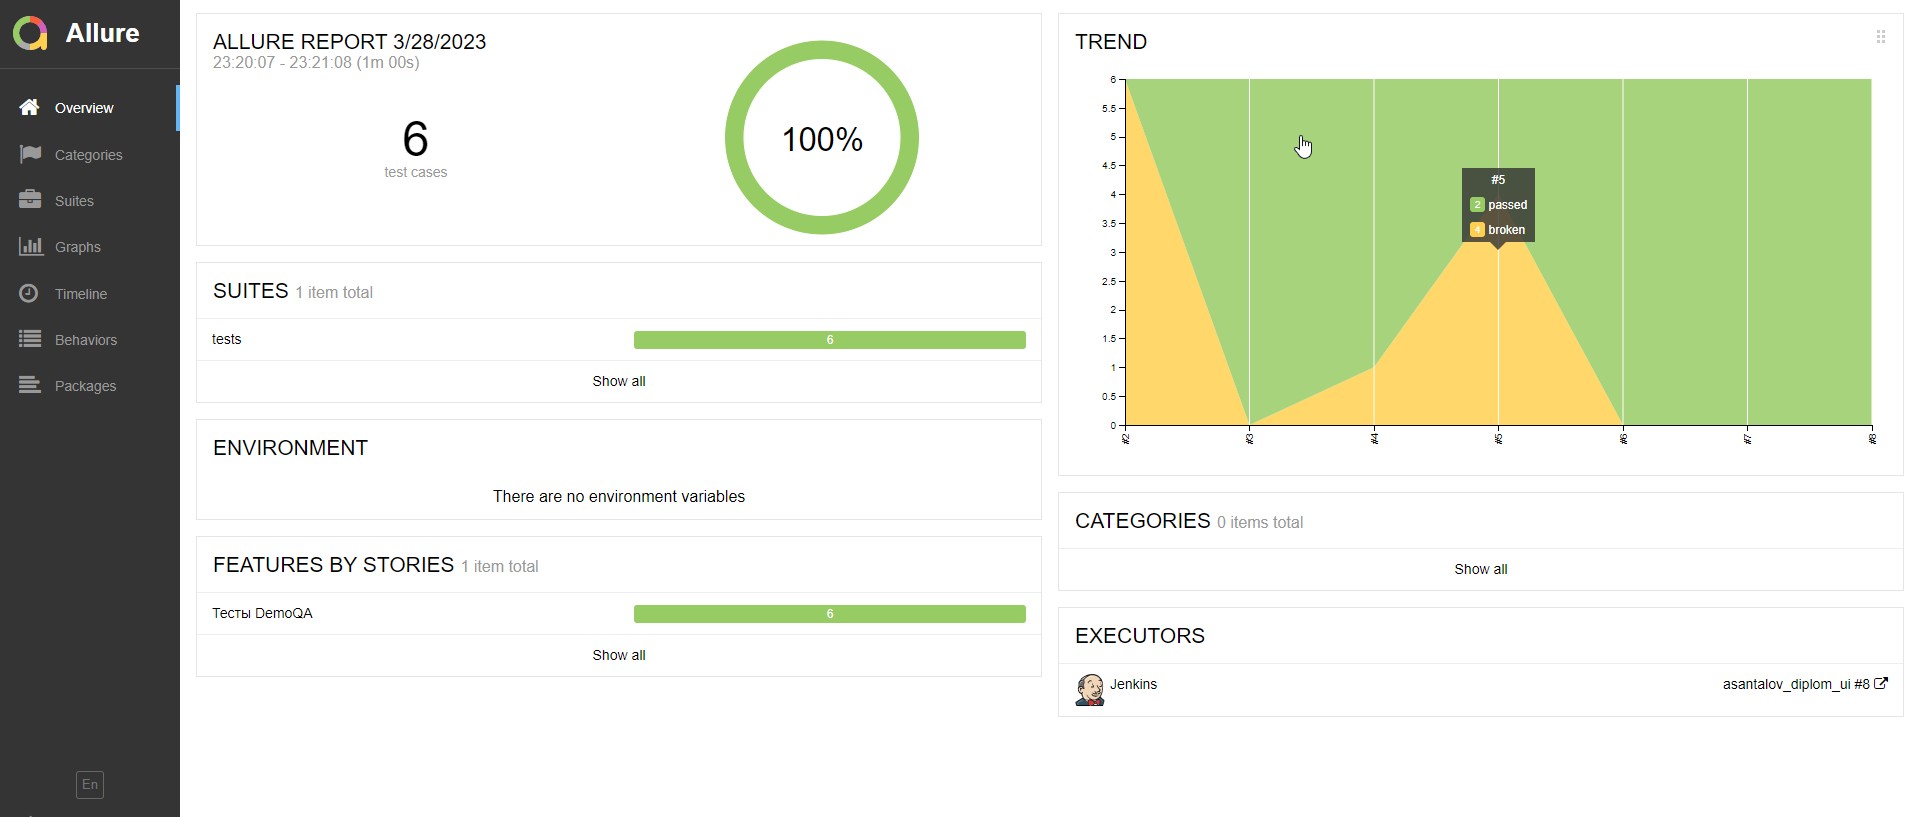 Allure
Overview
Categories
Suites
Graphs
Timeline
Behaviors
Packages
En
ALLURE REPORT 3/28/2023
23:20:07 - 23:21:08 (1m 00s)
6
test cases
100%
SUITES 1 item total
tests 6
Show all
ENVIRONMENT
There are no environment variables
FEATURES BY STORIES 1 item total
Тесты DemoQA 6
Show all
TREND
6
5.5
5
4.5
4
3.5
3
2.5
2
1.5
1
0.5
0
#5
2 passed
4 broken
#2 #3 #4 #5 #6 #7 #8
CATEGORIES 0 items total
Show all
EXECUTORS
Jenkins asantalov_diplom_ui #8